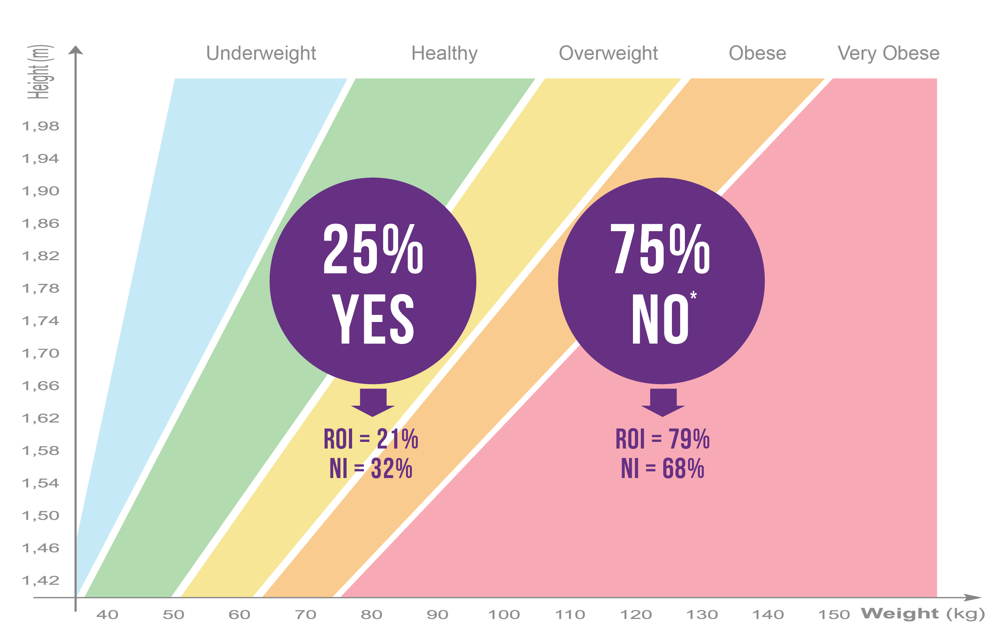 Height (m)
Underweight Healthy Overweight Obese Very Obese
1,98
1,94
1,90
1,86
1,82
1,78
1,74
1,70
1,66
1,62
1,58
1,54
1,50
1,46
1,42
25%
YES
ROI = 21%
NI = 32%
75%
NO*
ROI = 79%
NI = 68%
40 50 60 70 80 90 100 110 120 130 140 150 Weight (kg)